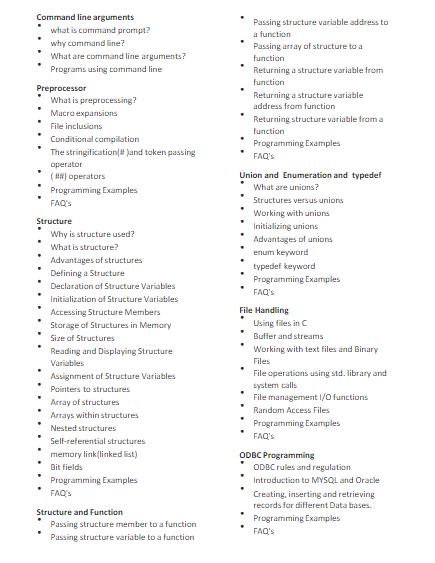 Command line arguments
what is command prompt?
why command line?
What are command line arguments?
Programs using command line
Preprocessor
What is preprocessing?
Macro expansions
File inclusions
Conditional compilation
The stringification(# )and token passing
operator
( ##) operators
Programming Examples
FAQ's
Structure
Why is structure used?
What is structure?
Advantages of structures
Defining a Structure
Declaration of Structure Variables
Initialization of Structure Variables
Accessing Structure Members
Storage of Structures in Memory
Size of Structures
Reading and Displaying Structure
Variables
Assignment of Structure Variables
Pointers to structures
Array of structures
Arrays within structures
Nested structures
Self-referential structures
memory link(linked list)
Bit fields
Programming Examples
FAQ's
Structure and Function
Passing structure member to a function
Passing structure variable to a function
Passing structure variable address to
a function
Passing array of structure to a
function
Returning a structure variable from
function
Returning a structure variable
address from function
Returning structure variable from a
function
Programming Examples
FAQ's
Union and Enumeration and typedef
What are unions?
Structures versus unions
Working with unions
Initializing unions
Advantages of unions
enum keyword
typedef keyword
Programming Examples
FAQ's
File Handling
Using files in C
Buffer and streams
Working with text files and Binary
Files
File operations using std. library and
system calls
File management I/O functions
Random Access Files
Programming Examples
FAQ's
ODBC Programming
ODBC rules and regulation
Introduction to MYSQL and Oracle
Creating, inserting and retrieving
records for different Data bases.
Programming Examples
FAQ's